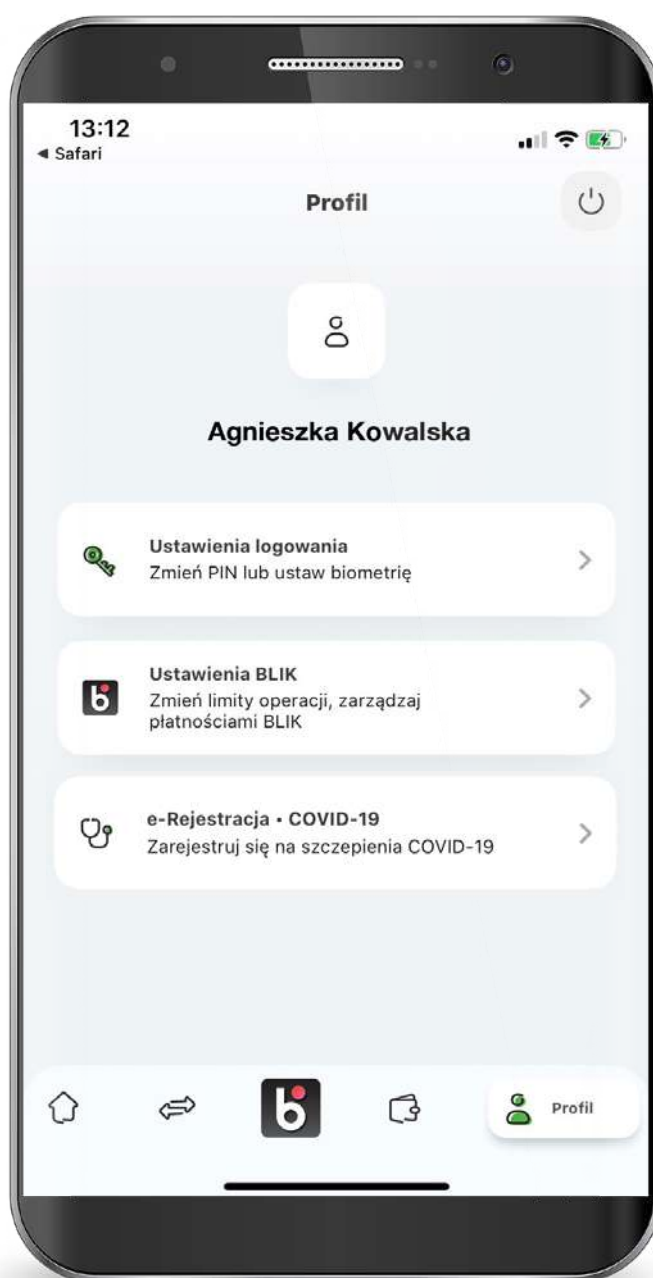 13:12
◀ Safari
Profil
Agnieszka Kowalska
Ustawienia logowania
Zmień PIN lub ustaw biometrię
Ustawienia BLIK
Zmień limity operacji, zarządzaj
płatnościami BLIK
e-Rejestracja • COVID-19
Zarejestruj się na szczepienia COVID-19
Profil